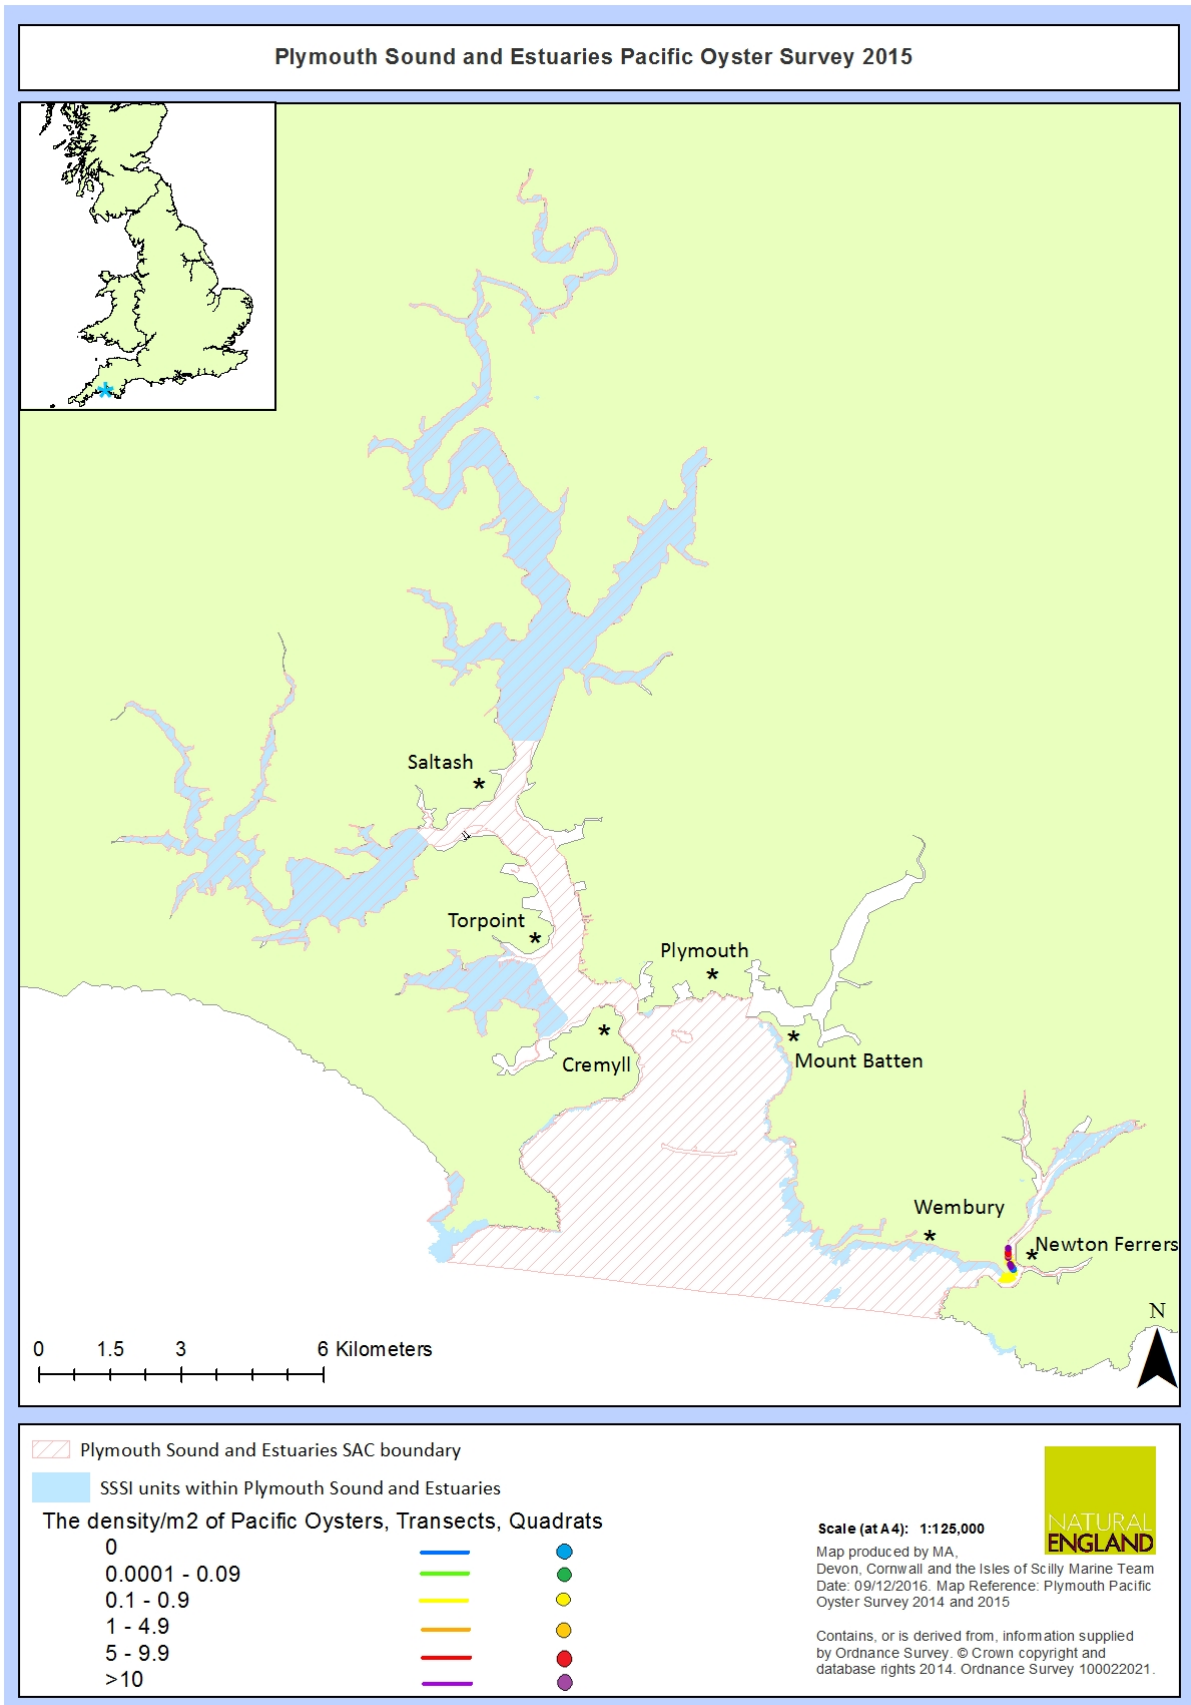 Plymouth Sound and Estuaries Pacific Oyster Survey 2015
Saltash
*
Torpoint
*
Plymouth
*
*
Cremyll
*
Mount Batten
Wembury
*
Newton Ferrers
*
N
0 1.5 3 6 Kilometers
Plymouth Sound and Estuaries SAC boundary
SSSI units within Plymouth Sound and Estuaries
The density/m2 of Pacific Oysters, Transects, Quadrats
0
0.0001 - 0.09
0.1 - 0.9
1 - 4.9
5 - 9.9
>10
NATURAL
ENGLAND
Scale (at A4): 1:125,000
Map produced by MA,
Devon, Cornwall and the Isles of Scilly Marine Team
Date: 09/12/2016. Map Reference: Plymouth Pacific
Oyster Survey 2014 and 2015
Contains, or is derived from, information supplied
by Ordnance Survey. © Crown copyright and
database rights 2014. Ordnance Survey 100022021.